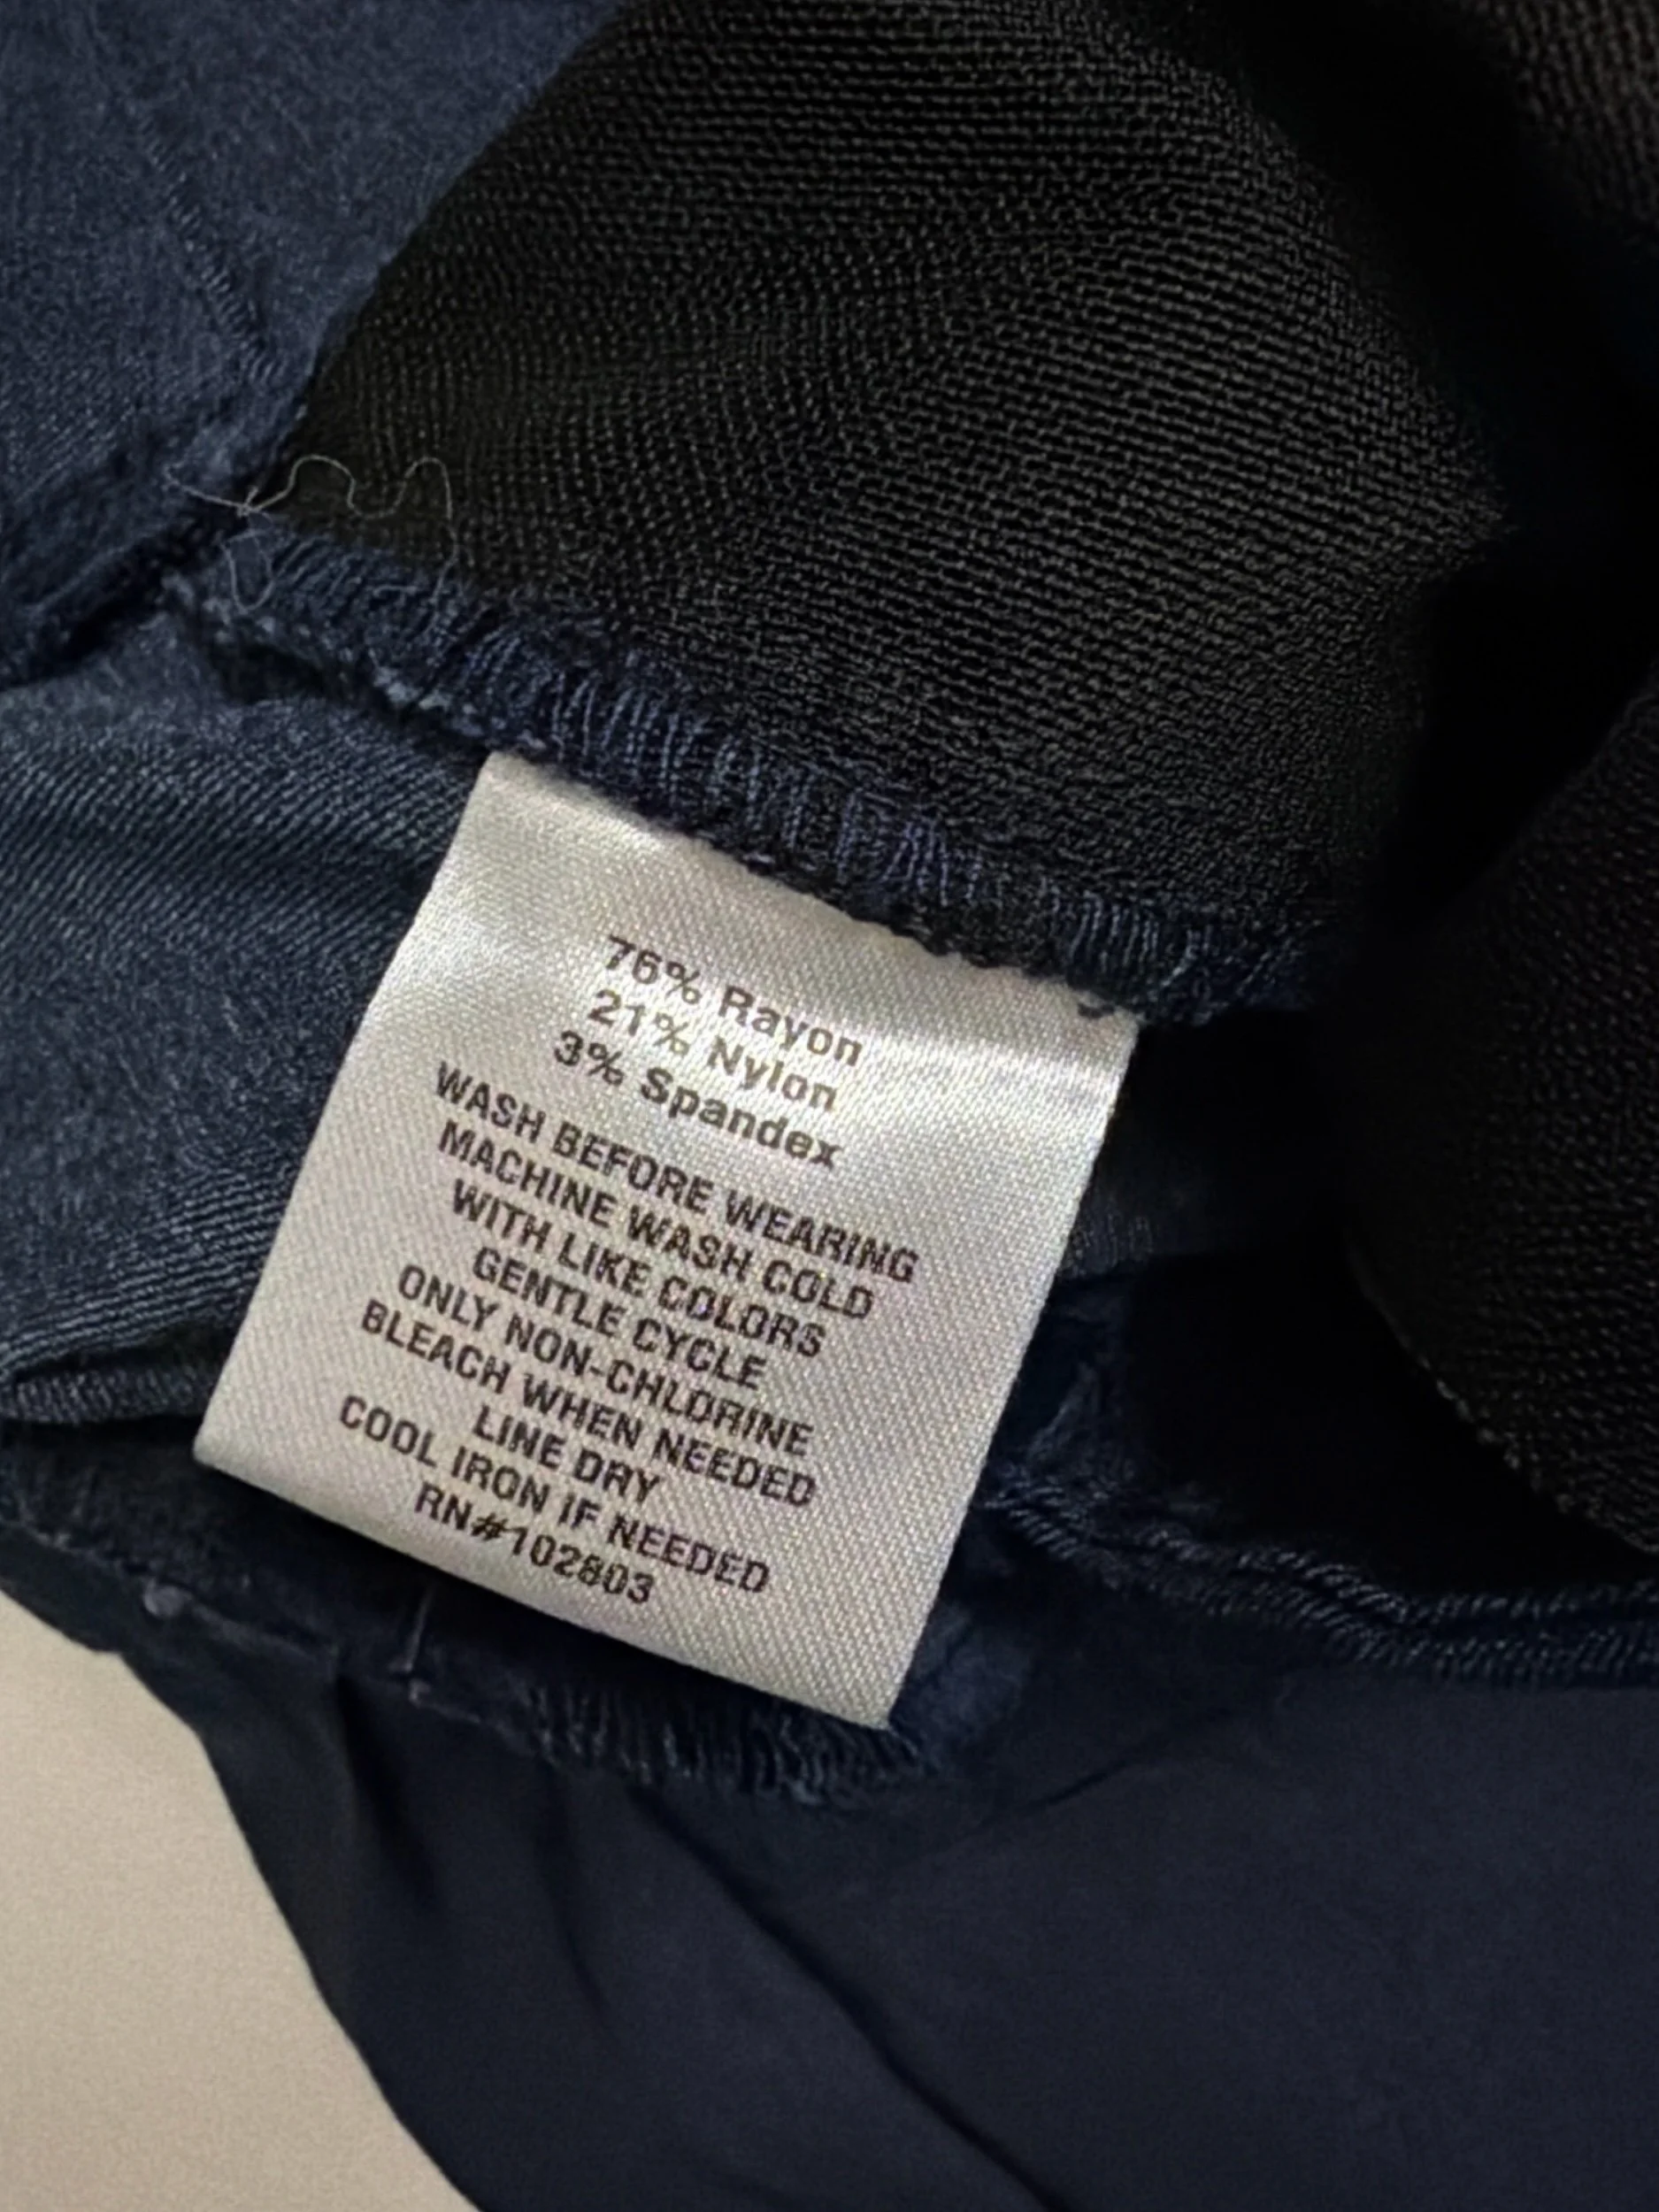 76% Rayon
21% Nylon
3% Spandex
WASH BEFORE WEARING
MACHINE WASH COLD
WITH LIKE COLORS
GENTLE CYCLE
ONLY NON-CHLORINE
BLEACH WHEN NEEDED
LINE DRY
COOL IRON IF NEEDED
RN#102803